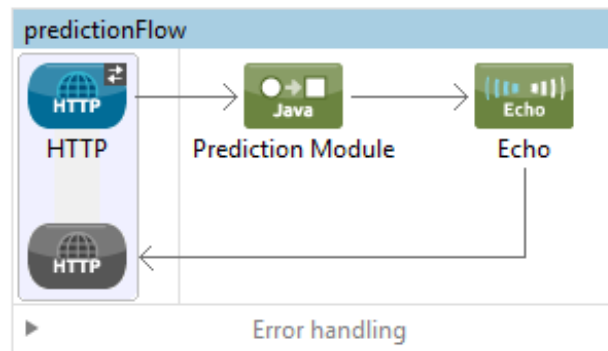 predictionFlow
HTTP
Java
Echo
HTTP
Prediction Module
Echo
HTTP
Error handling